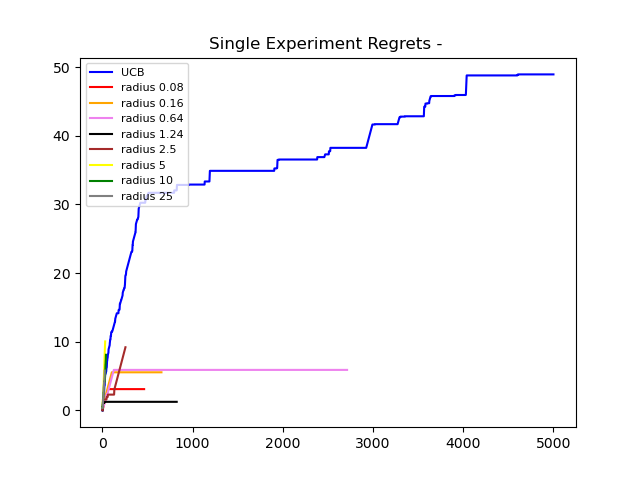 Single Experiment Regrets -
50
40
30
20
10
0
UCB
radius 0.08
radius 0.16
radius 0.64
radius 1.24
radius 2.5
radius 5
radius 10
radius 25
0 1000 2000 3000 4000 5000